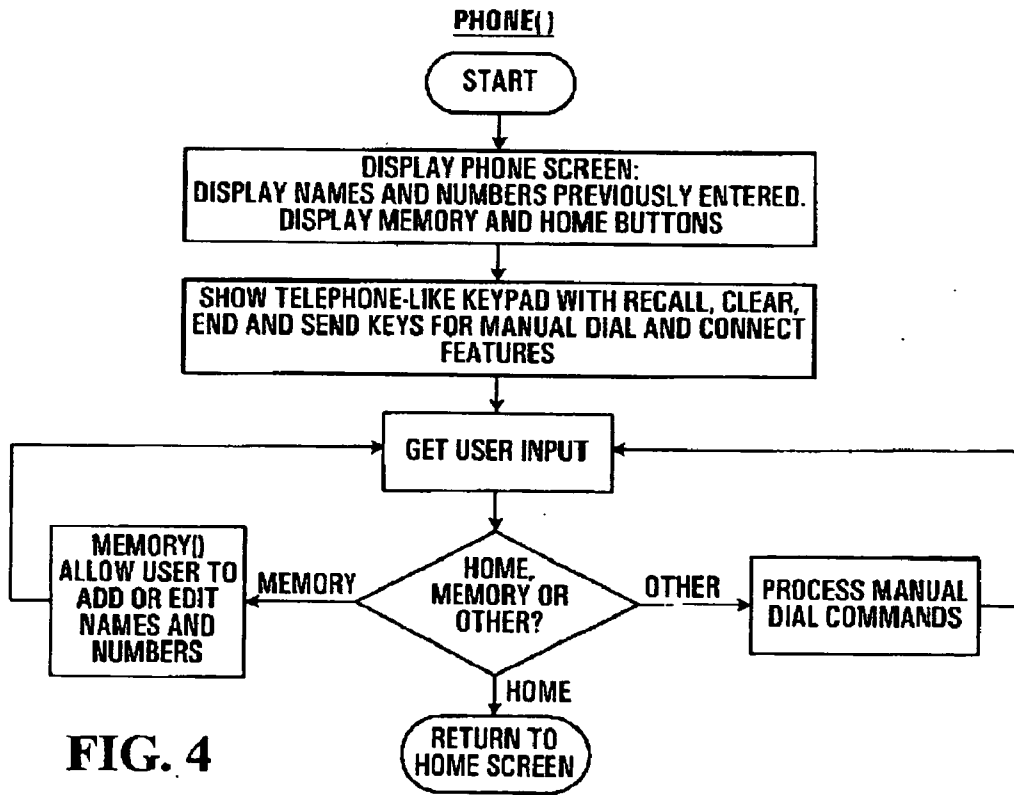 PHONE()
START
DISPLAY PHONE SCREEN:
DISPLAY NAMES AND NUMBERS PREVIOUSLY ENTERED.
DISPLAY MEMORY AND HOME BUTTONS
SHOW TELEPHONE-LIKE KEYPAD WITH RECALL, CLEAR,
END AND SEND KEYS FOR MANUAL DIAL AND CONNECT
FEATURES
GET USER INPUT
MEMORY()
ALLOW USER TO
ADD OR EDIT
NAMES AND
NUMBERS
MEMORY
HOME,
MEMORY OR
OTHER?
OTHER
PROCESS MANUAL
DIAL COMMANDS
HOME
RETURN TO
HOME SCREEN
FIG. 4